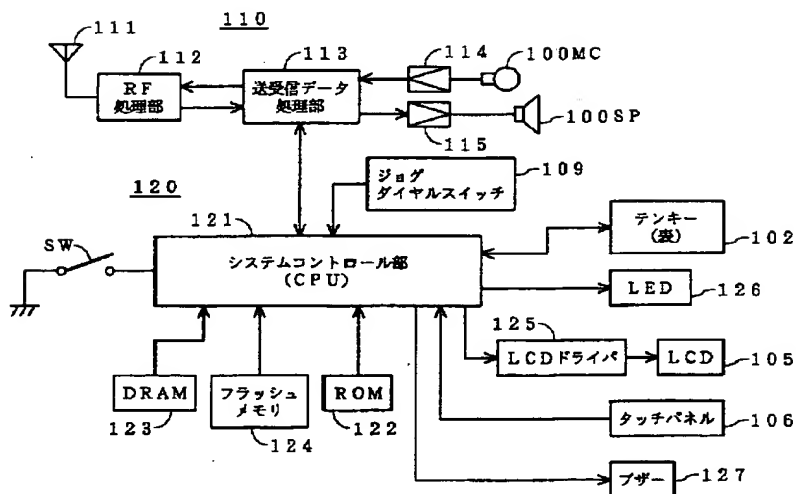 111
110
112
113
114
100MC
RF
処理部
送受信データ
処理部
115
100SP
120
121
ジョグ
ダイヤルスイッチ
109
SW
システムコントロール部
(CPU)
テンキー
(表)
102
LED
126
125
LCDドライバ
LCD
105
DRAM
123
フラッシュ
メモリ
124
ROM
122
タッチパネル
106
ブザー
127